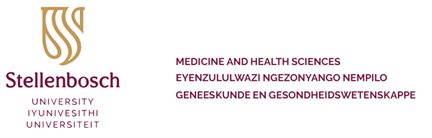 Stellenbosch
UNIVERSITY
IYUNIVESITHI
UNIVERSITEIT
MEDICINE AND HEALTH SCIENCES
EYENZULULWAZI NGEZONYANGO NEMPILO
GENEESKUNDE EN GESONDHEIDSWETENSKAPPE